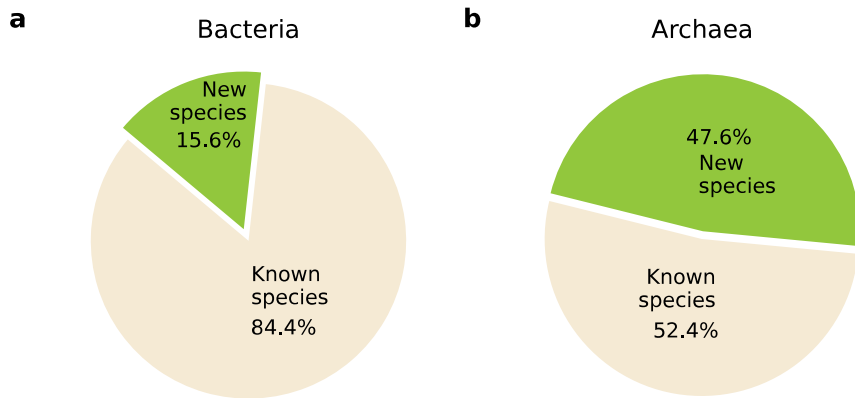 a
Bacteria
New
species
15.6%
Known
species
84.4%
b
Archaea
47.6%
New
species
Known
species
52.4%